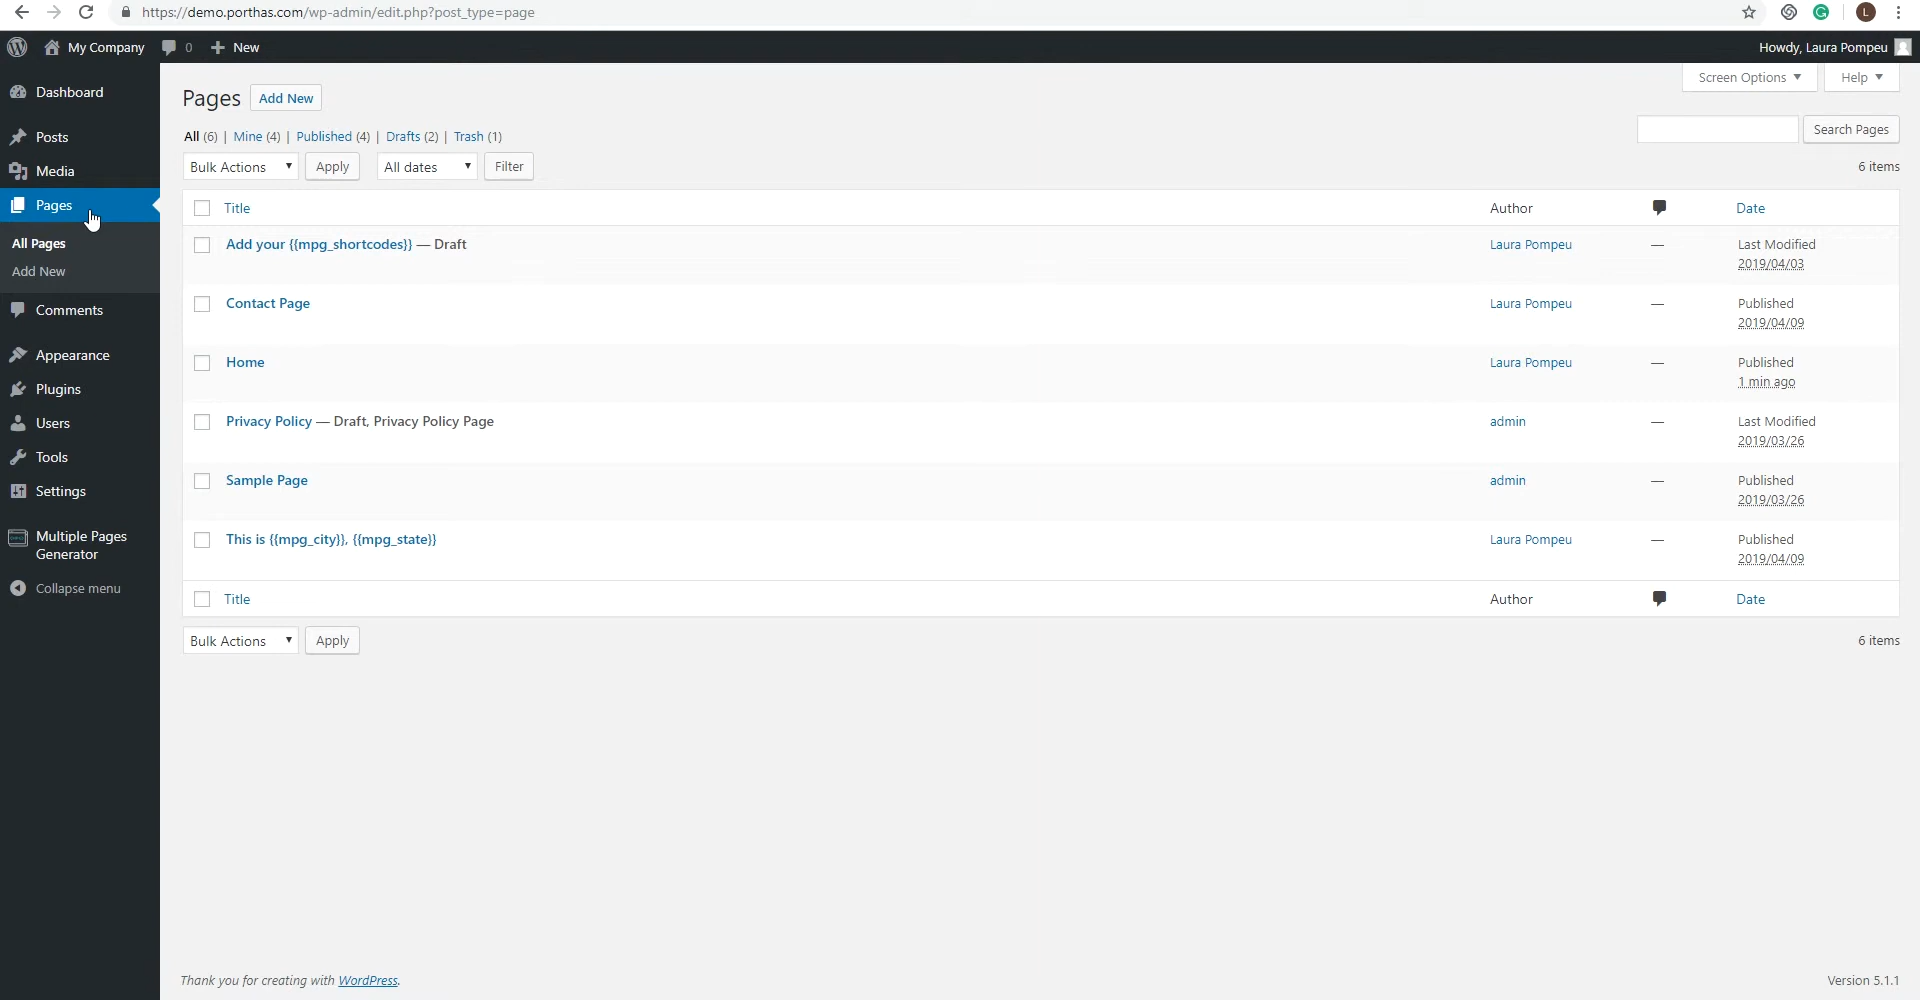 https://demo.porthas.com/wp-admin/edit.php?post_type=page
L
My Company 0 New
Howdy, Laura Pompeu
Dashboard
Posts
Media
Pages
All Pages
Add New
Comments
Appearance
Plugins
Users
Tools
Settings
Multiple Pages
Generator
Collapse menu
Screen Options Help
Pages Add New
All (6) | Mine (4) | Published (4) | Drafts (2) | Trash (1)
Search Pages
Bulk Actions Apply All dates Filter
6 items
Title Author Date
Add your {{mpg_shortcodes}} — Draft Laura Pompeu — Last Modified
2019/04/03
Contact Page Laura Pompeu — Published
2019/04/09
Home Laura Pompeu — Published
1 min ago
Privacy Policy — Draft, Privacy Policy Page admin — Last Modified
2019/03/26
Sample Page admin — Published
2019/03/26
This is {{mpg_city}}, {{mpg_state}} Laura Pompeu — Published
2019/04/09
Title Author Date
Bulk Actions Apply 6 items
Thank you for creating with WordPress. Version 5.1.1